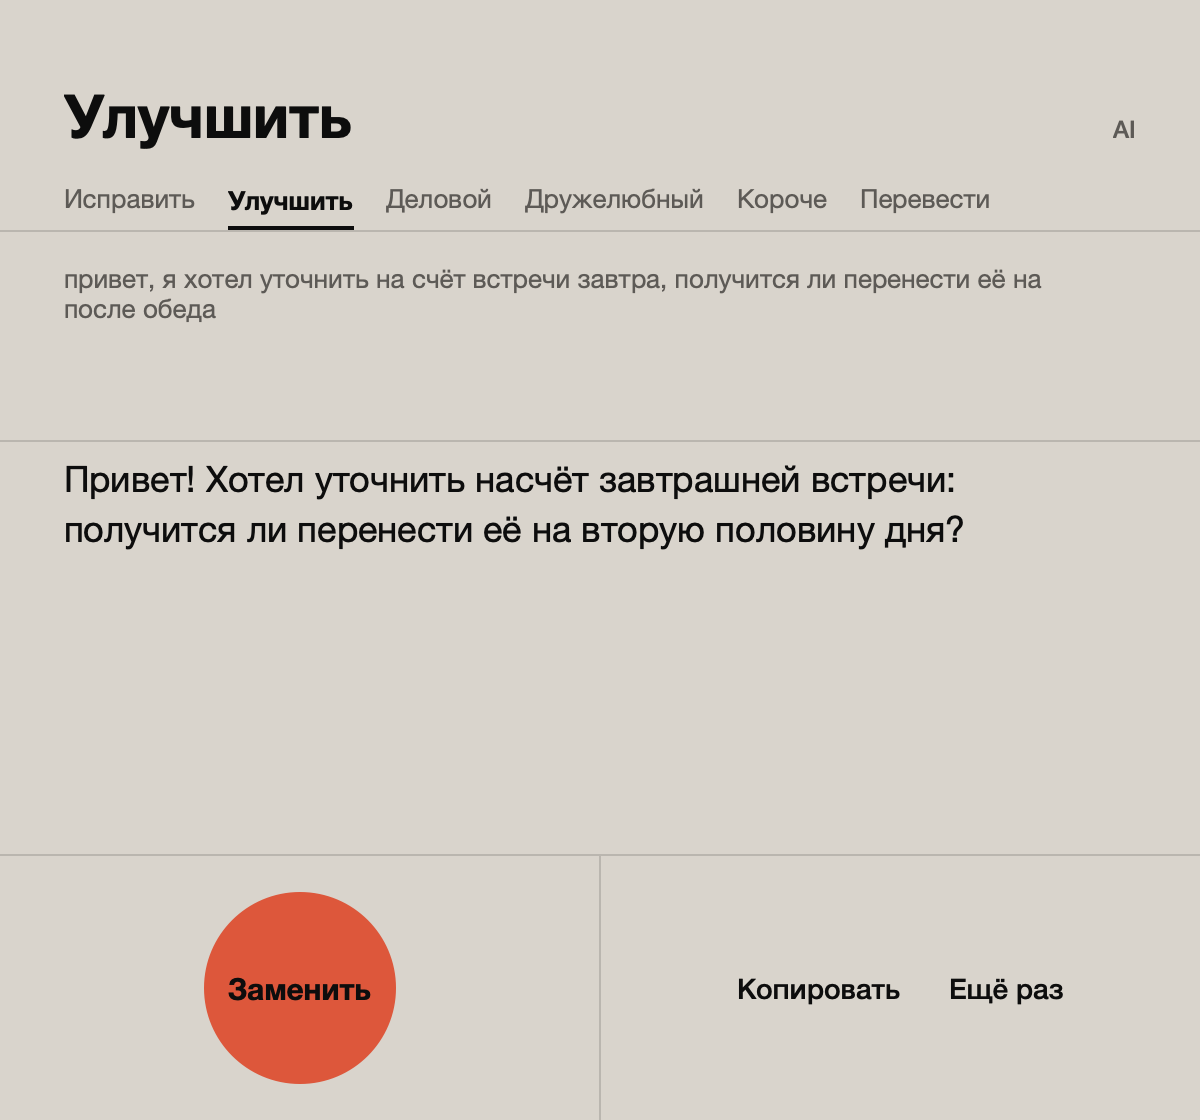 Улучшить
AI
Исправить Улучшить Деловой Дружелюбный Короче Перевести
привет, я хотел уточнить на счёт встречи завтра, получится ли перенести её на
после обеда
Привет! Хотел уточнить насчёт завтрашней встречи:
получится ли перенести её на вторую половину дня?
Заменить
Копировать Ещё раз